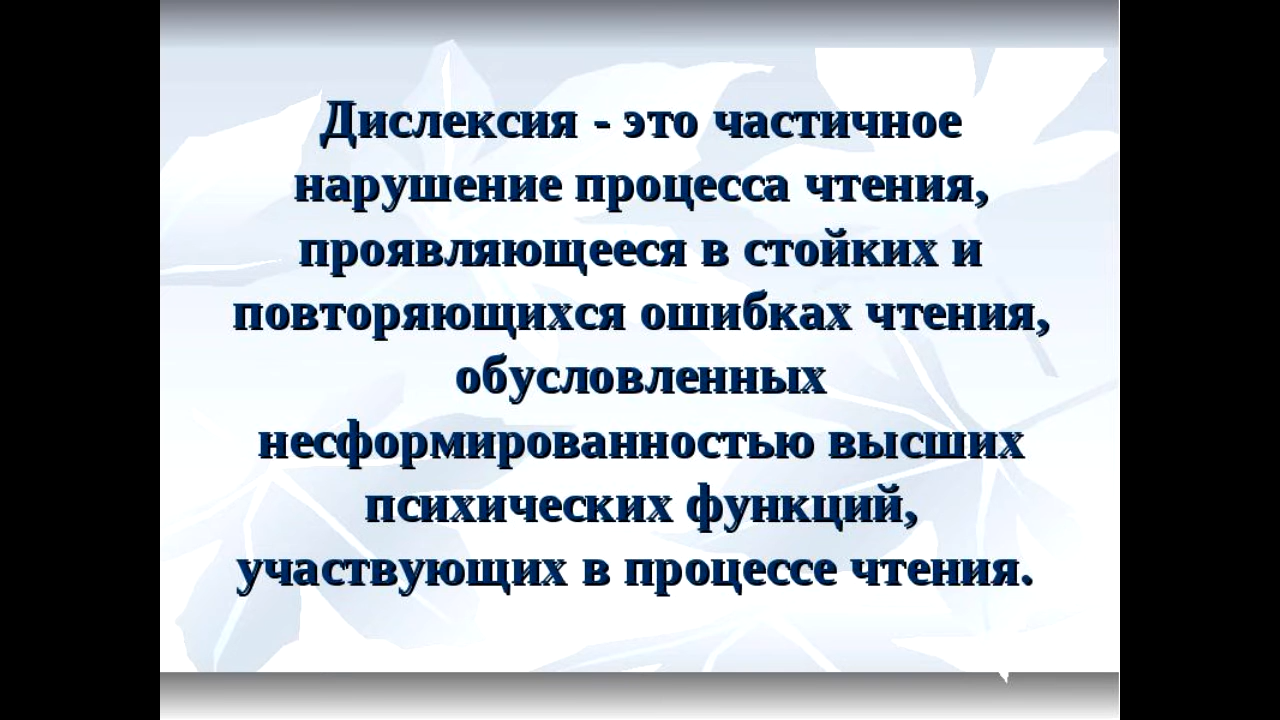 Дислексия - это частичное
нарушение процесса чтения,
проявляющееся в стойких и
повторяющихся ошибках чтения,
обусловленных
несформированностью высших
психических функций,
участвующих в процессе чтения.